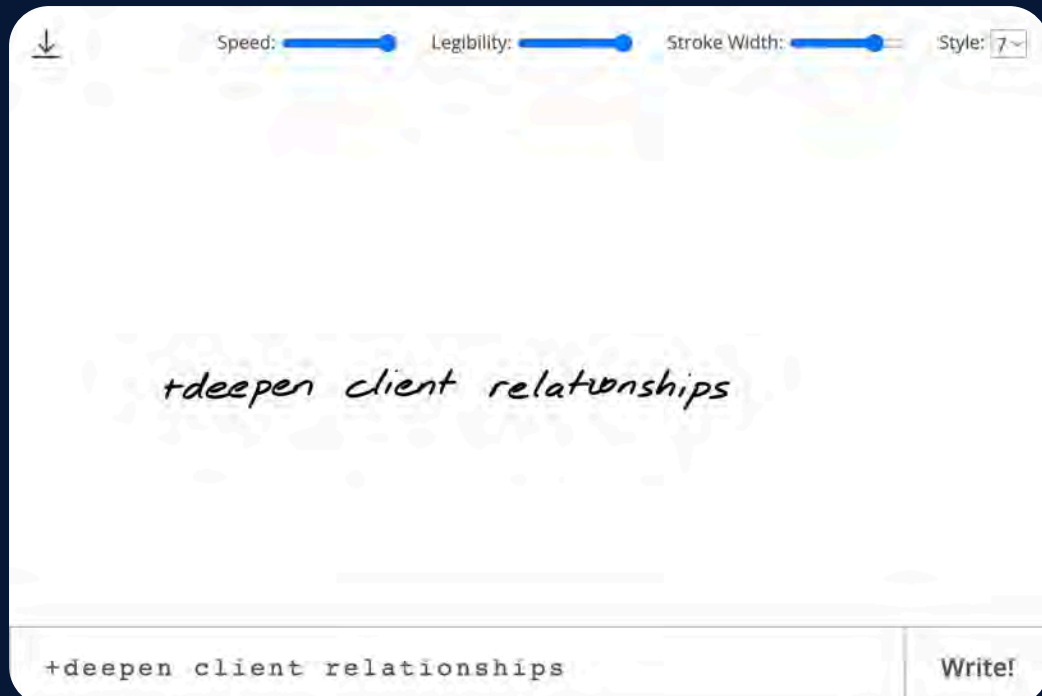 Speed: Legibility: Stroke Width: Style: 7
+deepen client relationships
+deepen client relationships Write!